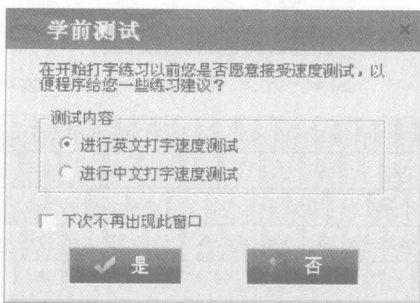 学前测试
在开始打字练习以前您是否愿意接受速度测试，以
便程序给您一些练习建议？
测试内容
进行英文打字速度测试
进行中文打字速度测试
下次不再出现此窗口
是
否